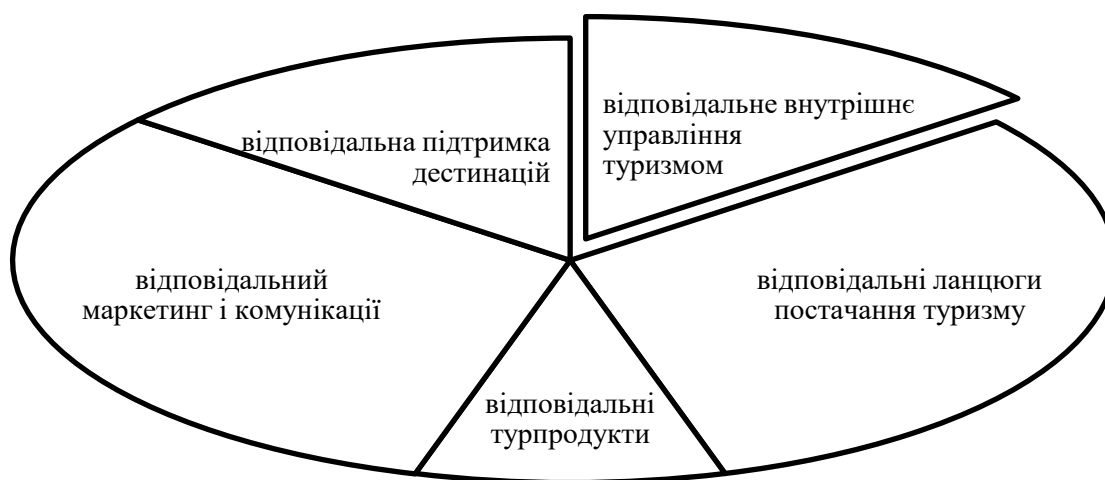 відповідальне внутрішнє
управління
туризмом
відповідальна підтримка
дестинацій
відповідальний
маркетинг і комунікації
відповідальні ланцюги
постачання туризму
відповідальні
турпродукти